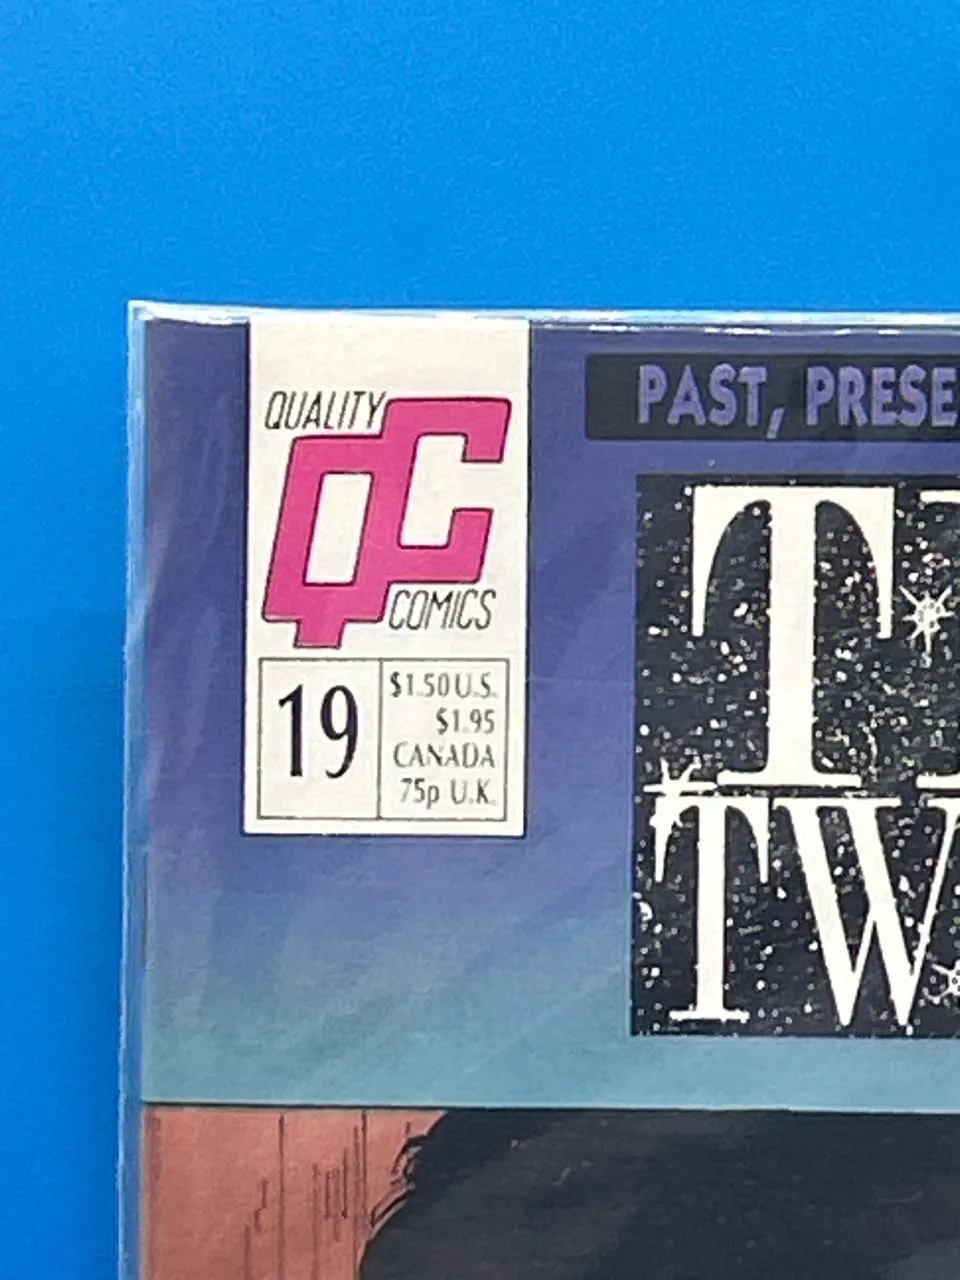 QUALITY
QC
COMICS
19
$1.50 U.S.
$1.95
CANADA
75p U.K.
PAST, PRESE
T
TW